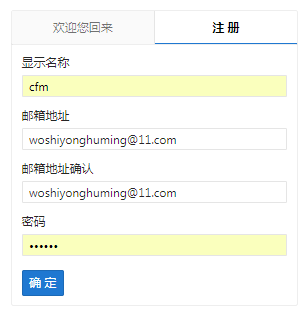 欢迎您回来
注 册
显示名称
cfm
邮箱地址
woshiyonghuming@11.com
邮箱地址确认
woshiyonghuming@11.com
密码
••••••
确 定